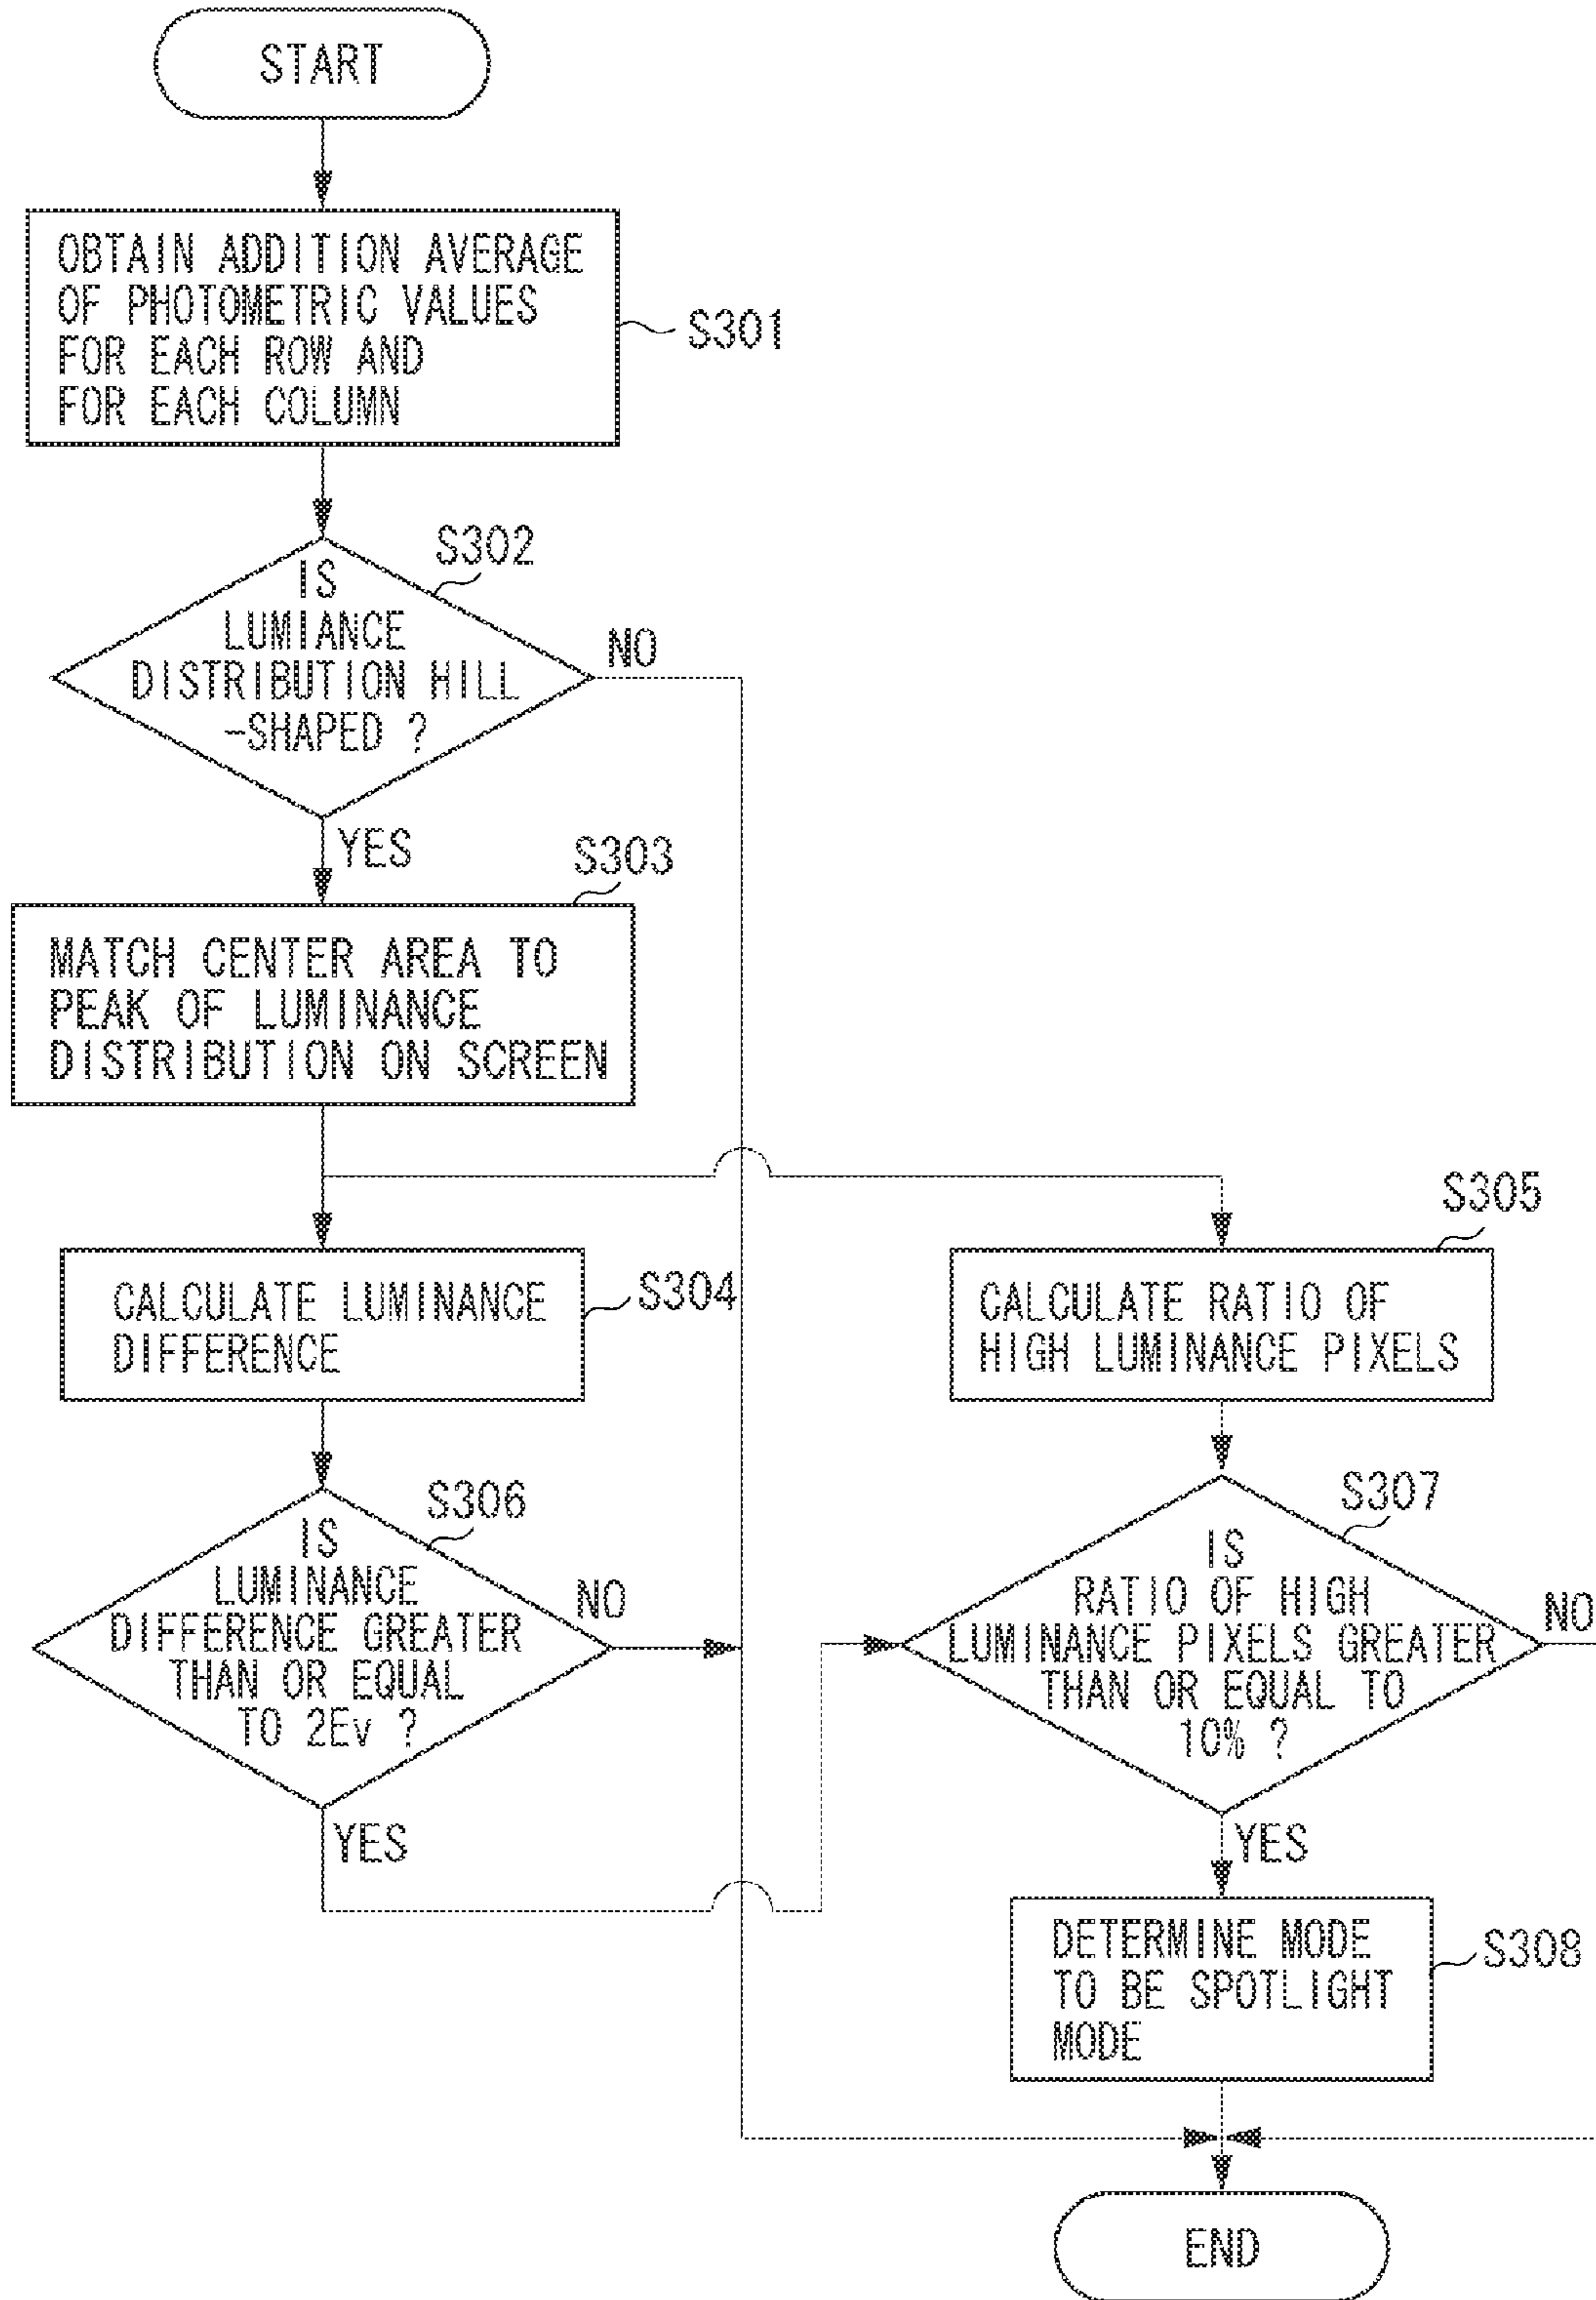 START
OBTAIN ADDITION AVERAGE
OF PHOTOMETRIC VALUES
FOR EACH ROW AND
FOR EACH COLUMN
S301
S302
IS
LUMIANCE
DISTRIBUTION HILL
-SHAPED ?
NO
YES
S303
MATCH CENTER AREA TO
PEAK OF LUMINANCE
DISTRIBUTION ON SCREEN
CALCULATE LUMINANCE
DIFFERENCE
S304
S305
CALCULATE RATIO OF
HIGH LUMINANCE PIXELS
S306
IS
LUMINANCE
DIFFERENCE GREATER
THAN OR EQUAL
TO 2Ev ?
NO
YES
S307
IS
RATIO OF HIGH
LUMINANCE PIXELS GREATER
THAN OR EQUAL TO
10% ?
NO
YES
DETERMINE MODE
TO BE SPOTLIGHT
MODE
S308
END